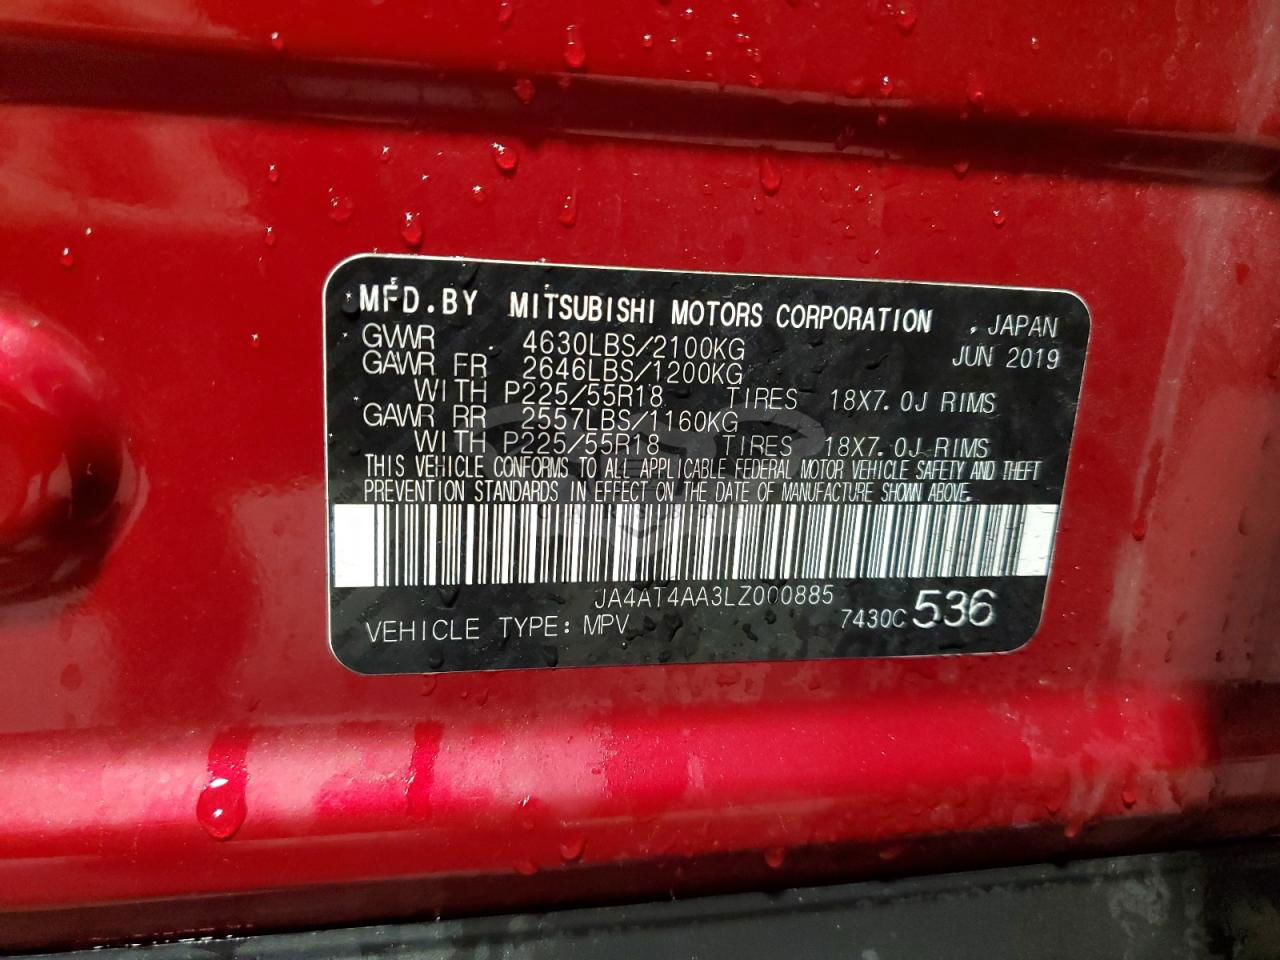 MFD.BY MITSUBISHI MOTORS CORPORATION , JAPAN
GVWR 4630LBS/2100KG JUN 2019
GAWR FR 2646LBS/1200KG
WITH P225/55R18 TIRES 18X7.0J RIMS
GAWR RR 2557LBS/1160KG
WITH P225/55R18 TIRES 18X7.0J RIMS
THIS VEHICLE CONFORMS TO ALL APPLICABLE FEDERAL MOTOR VEHICLE SAFETY AND THEFT
PREVENTION STANDARDS IN EFFECT ON THE DATE OF MANUFACTURE SHOWN ABOVE.
JA4AT4AA3LZ000885
VEHICLE TYPE: MPV 7430C 536